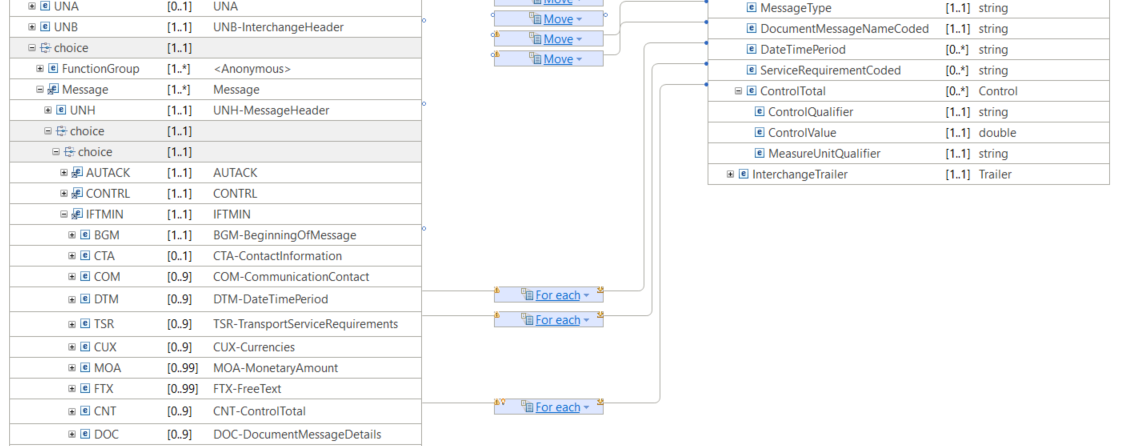 UNA [0..1] UNA
UNB [1..1] UNB-InterchangeHeader
choice [1..1]
FunctionGroup [1..*] <Anonymous>
Message [1..*] Message
UNH [1..1] UNH-MessageHeader
choice [1..1]
choice [1..1]
AUTACK [1..1] AUTACK
CONTRL [1..1] CONTRL
IFTMIN [1..1] IFTMIN
BGM [1..1] BGM-BeginningOfMessage
CTA [0..1] CTA-ContactInformation
COM [0..9] COM-CommunicationContact
DTM [0..9] DTM-DateTimePeriod
TSR [0..9] TSR-TransportServiceRequirements
CUX [0..9] CUX-Currencies
MOA [0..99] MOA-MonetaryAmount
FTX [0..99] FTX-FreeText
CNT [0..9] CNT-ControlTotal
DOC [0..9] DOC-DocumentMessageDetails
Move
Move
Move
Move
For each
For each
For each
MessageType [1..1] string
DocumentMessageNameCoded [1..1] string
DateTimePeriod [0..*] string
ServiceRequirementCoded [0..*] string
ControlTotal [0..*] Control
ControlQualifier [1..1] string
ControlValue [1..1] double
MeasureUnitQualifier [1..1] string
InterchangeTrailer [1..1] Trailer